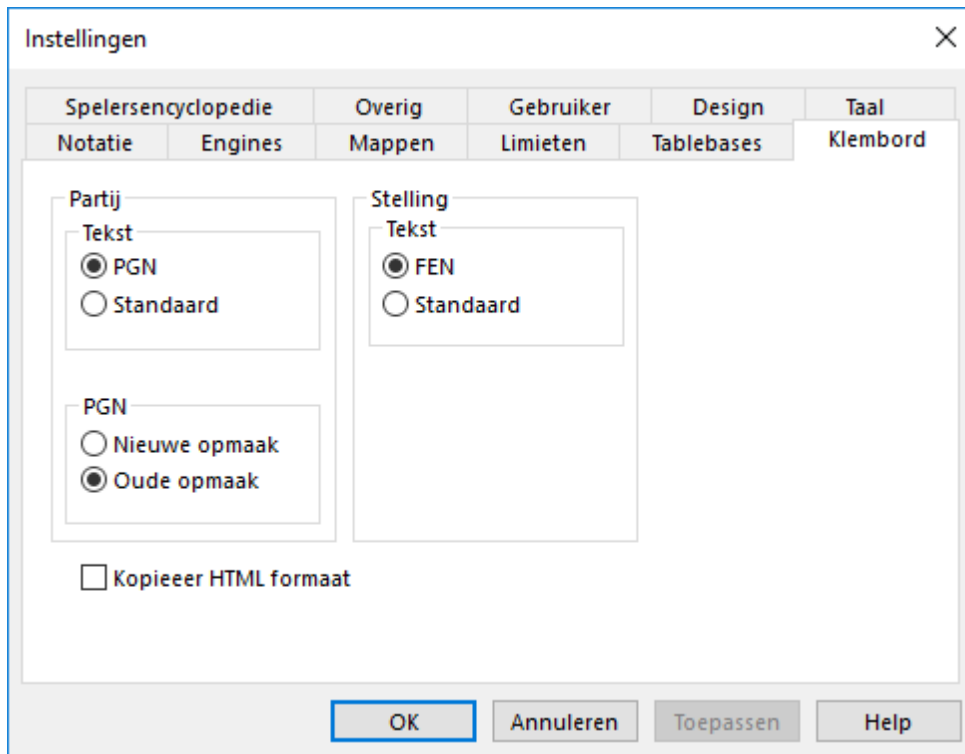 Instellingen
Spelersencyclopedie Overig Gebruiker Design Taal
Notatie Engines Mappen Limieten Tablebases Klembord
Partij
Tekst
PGN
Standaard
PGN
Nieuwe opmaak
Oude opmaak
Stelling
Tekst
FEN
Standaard
Kopieeer HTML formaat
OK Annuleren Toepassen Help